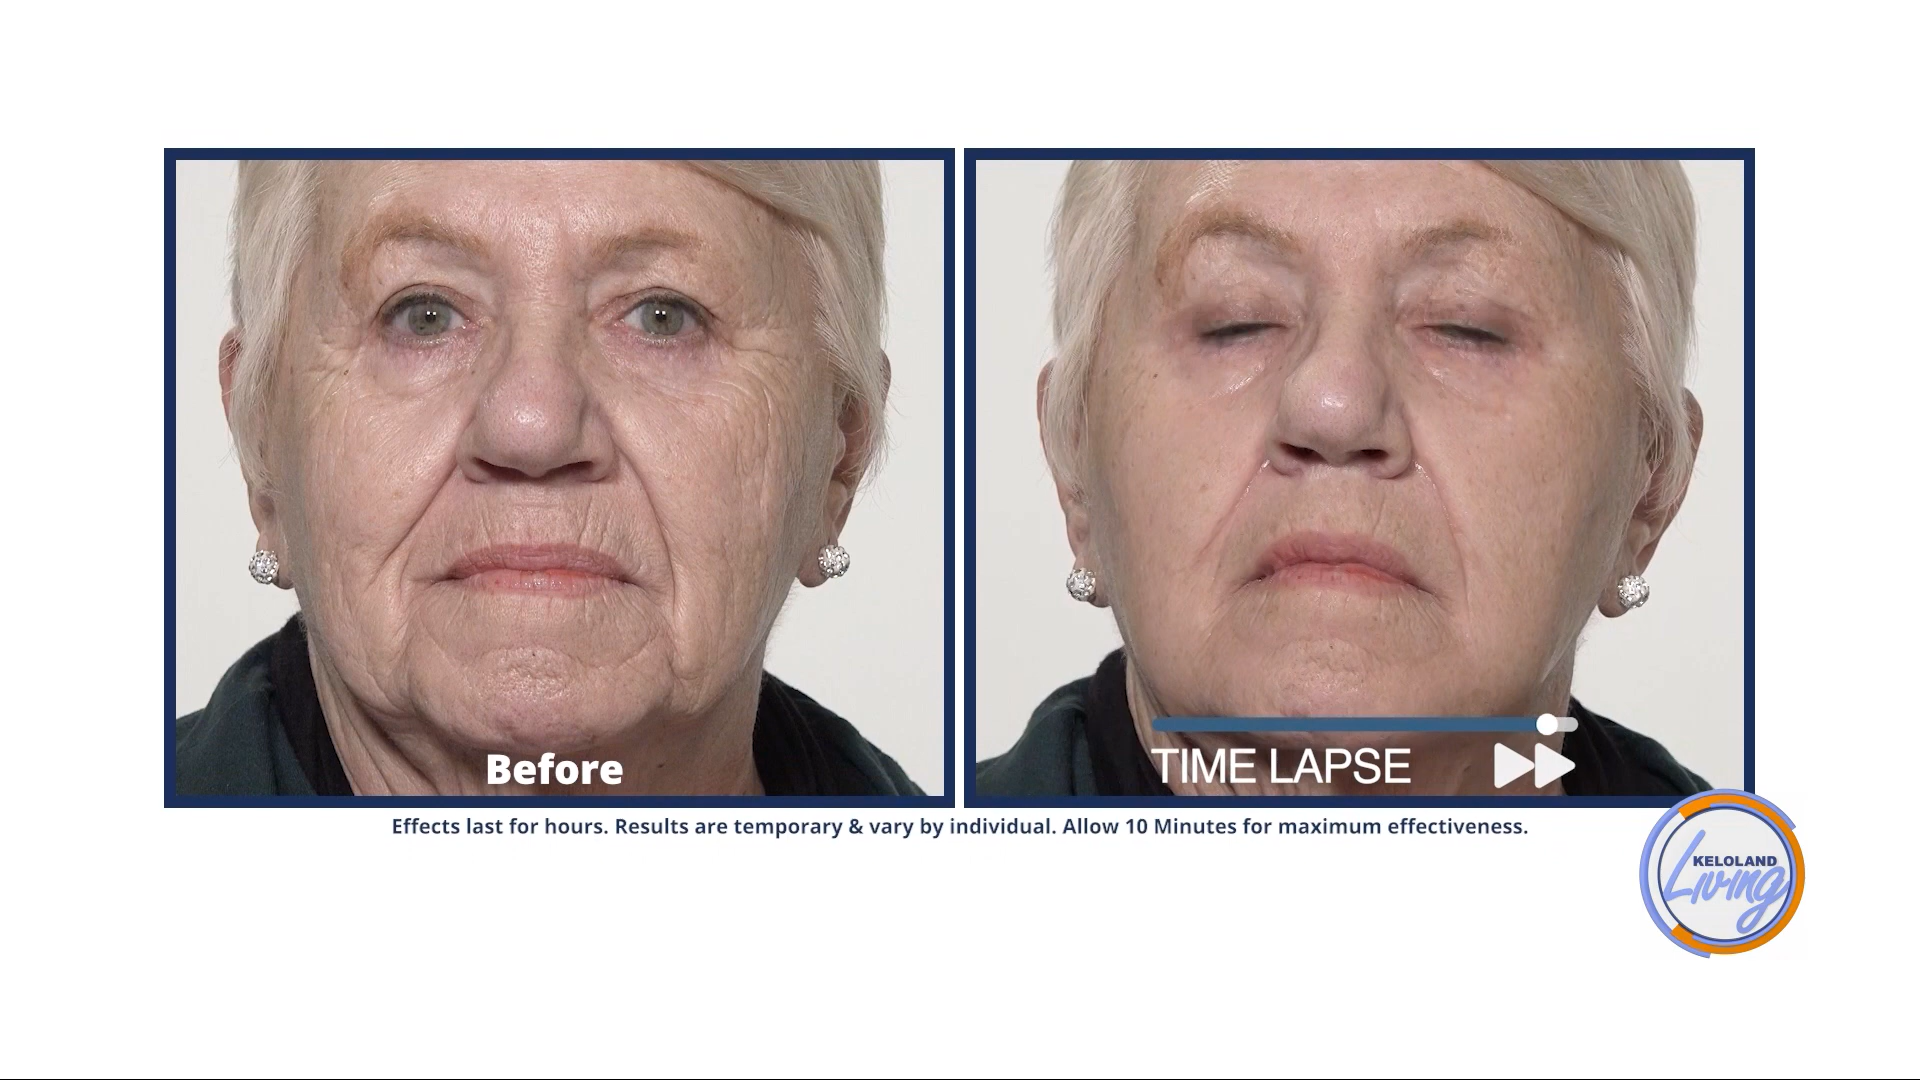 Before
TIME LAPSE
Effects last for hours. Results are temporary & vary by individual. Allow 10 Minutes for maximum effectiveness.
KELOLAND
Living